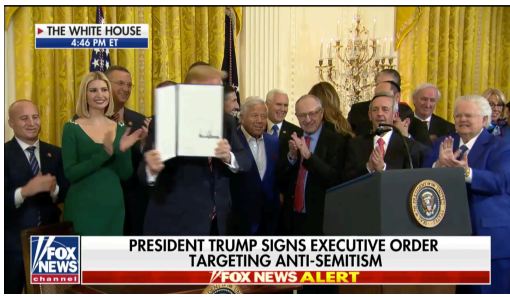 THE WHITE HOUSE
4:46 PM ET
PRESIDENT TRUMP SIGNS EXECUTIVE ORDER
TARGETING ANTI-SEMITISM
FOX
NEWS
channel
FOX NEWS ALERT